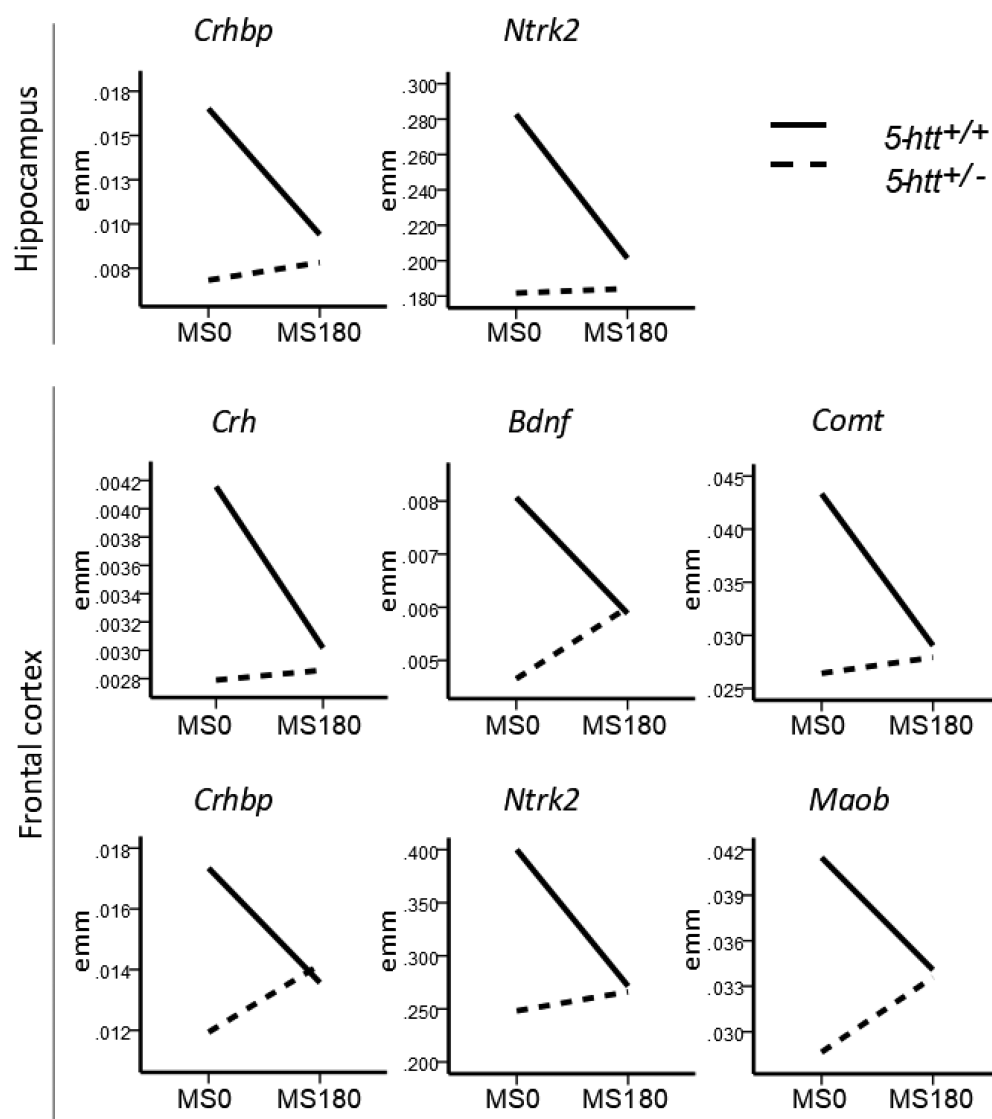 Hippocampus
Crhbp
emm
.018
.015
.013
.010
.008
MS0 MS180
Ntrk2
emm
.300
.280
.260
.240
.220
.200
.180
MS0 MS180
5-htt+/+
5-htt+/-
Frontal cortex
Crh
emm
.0042
.0040
.0038
.0036
.0034
.0032
.0030
.0028
MS0 MS180
Bdnf
emm
.008
.007
.006
.005
MS0 MS180
Comt
emm
.045
.040
.035
.030
.025
MS0 MS180
Crhbp
emm
.018
.016
.014
.012
MS0 MS180
Ntrk2
emm
.400
.350
.300
.250
.200
MS0 MS180
Maob
emm
.042
.039
.036
.033
.030
MS0 MS180